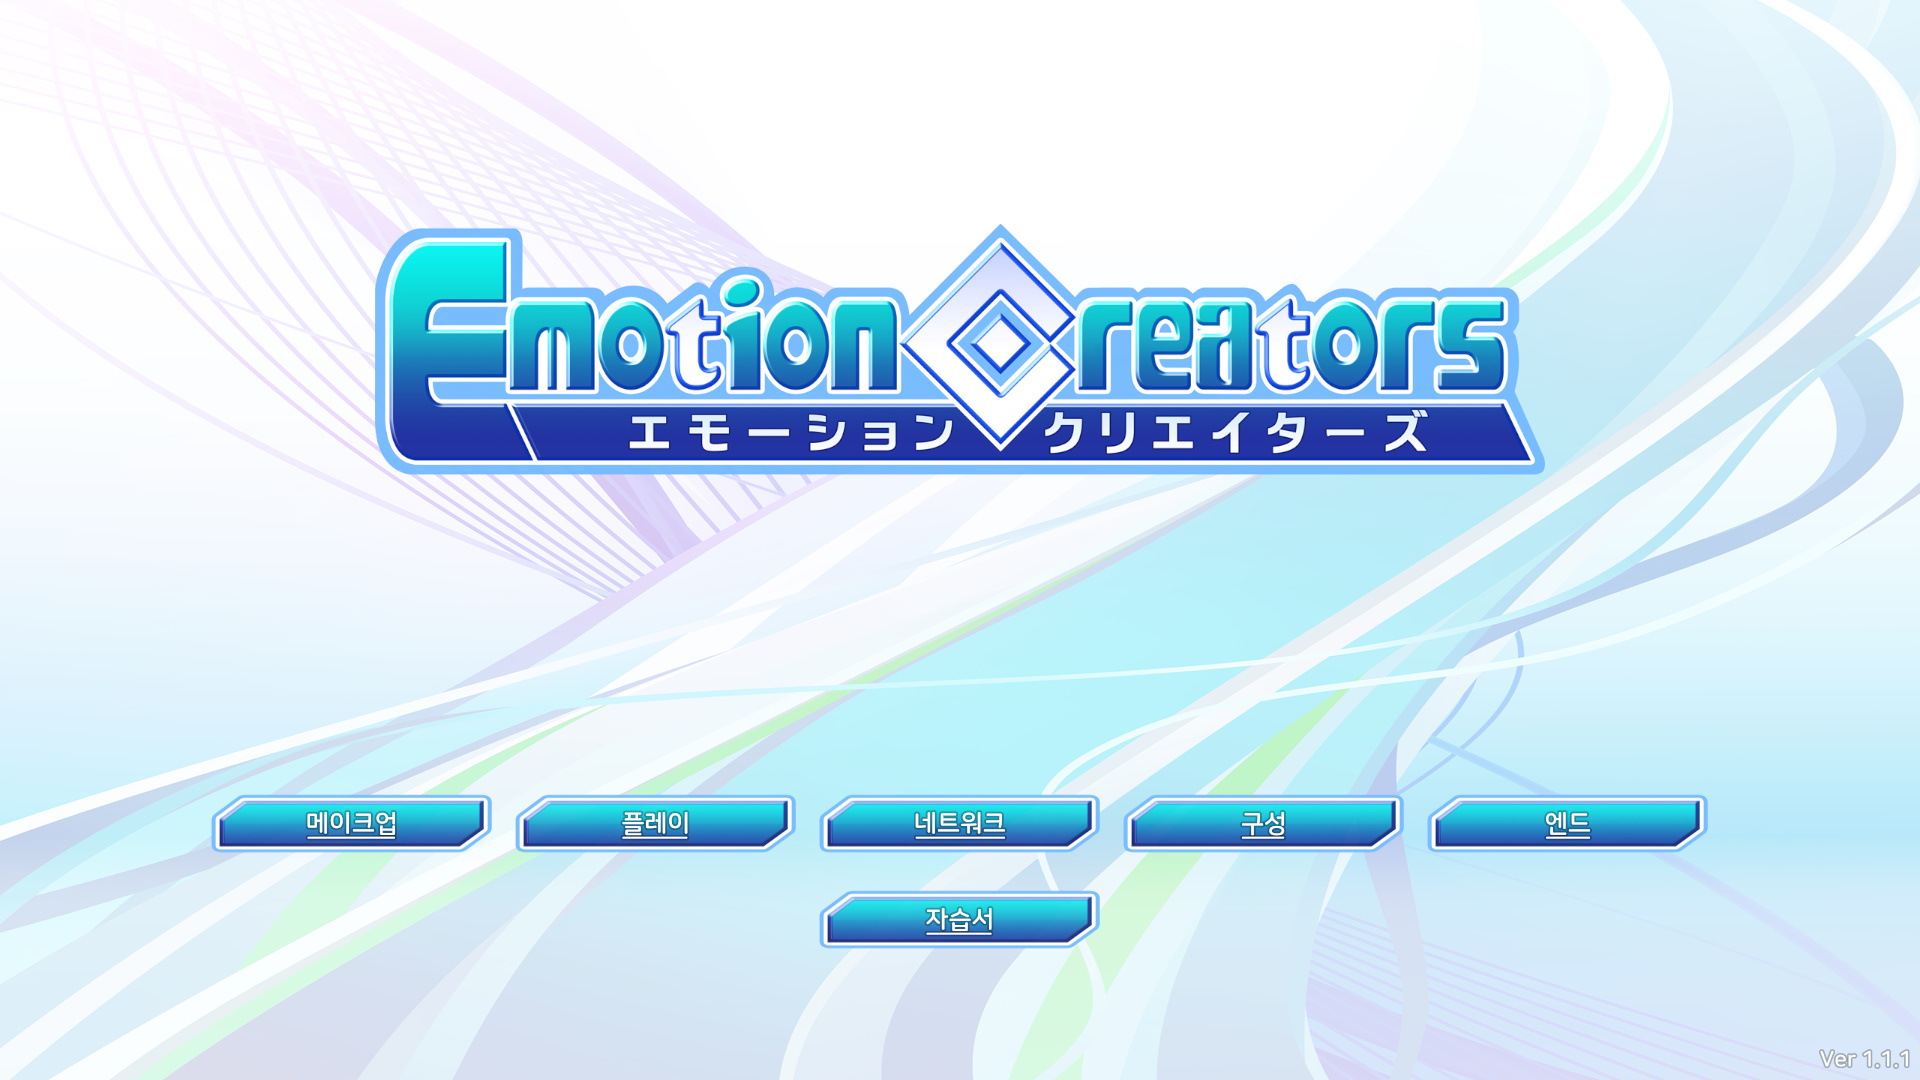 Emotion Creators
エモーションクリエイターズ
메이크업
플레이
네트워크
구성
엔드
자습서
Ver 1.1.1